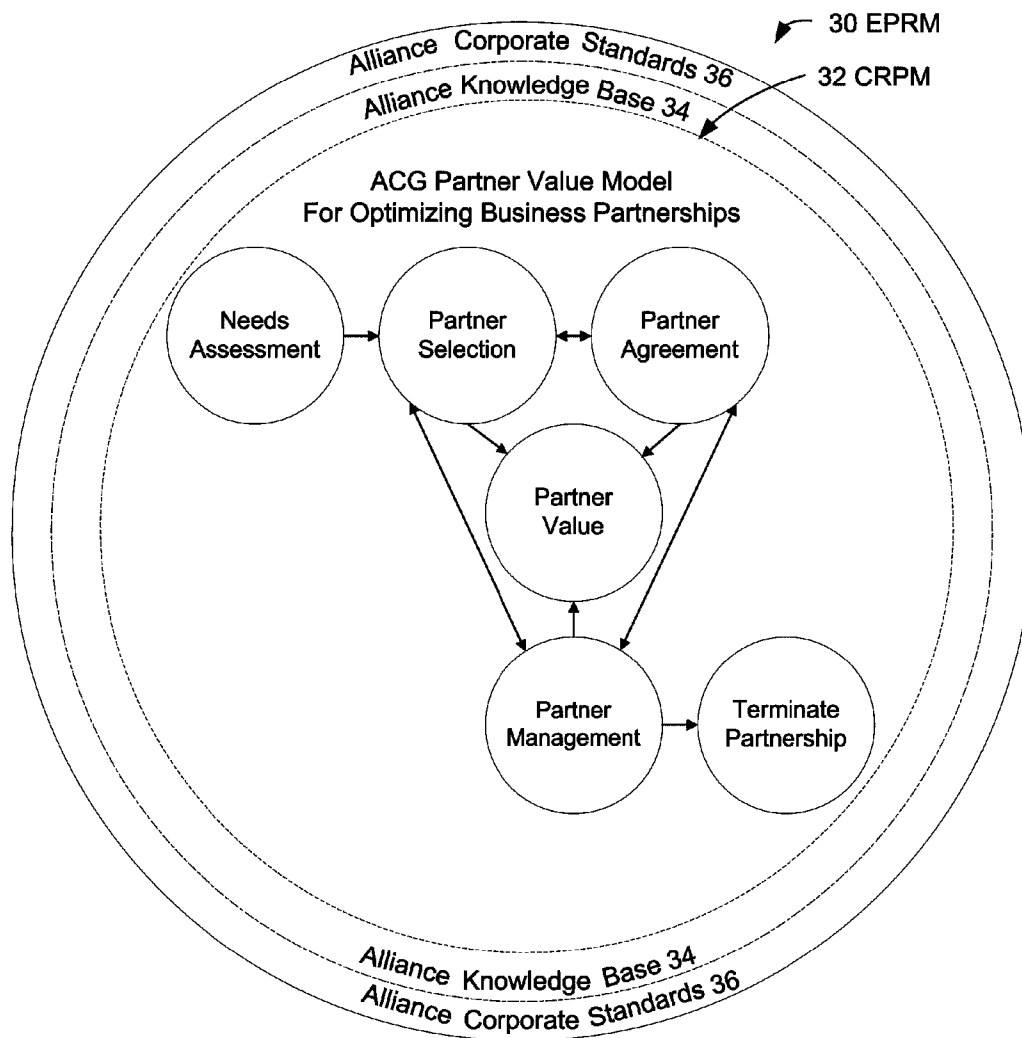 30 EPRM
Alliance Corporate Standards 36
32 CRPM
Alliance Knowledge Base 34
ACG Partner Value Model
For Optimizing Business Partnerships
Needs
Assessment
Partner
Selection
Partner
Agreement
Partner
Value
Partner
Management
Terminate
Partnership
Alliance Knowledge Base 34
Alliance Corporate Standards 36